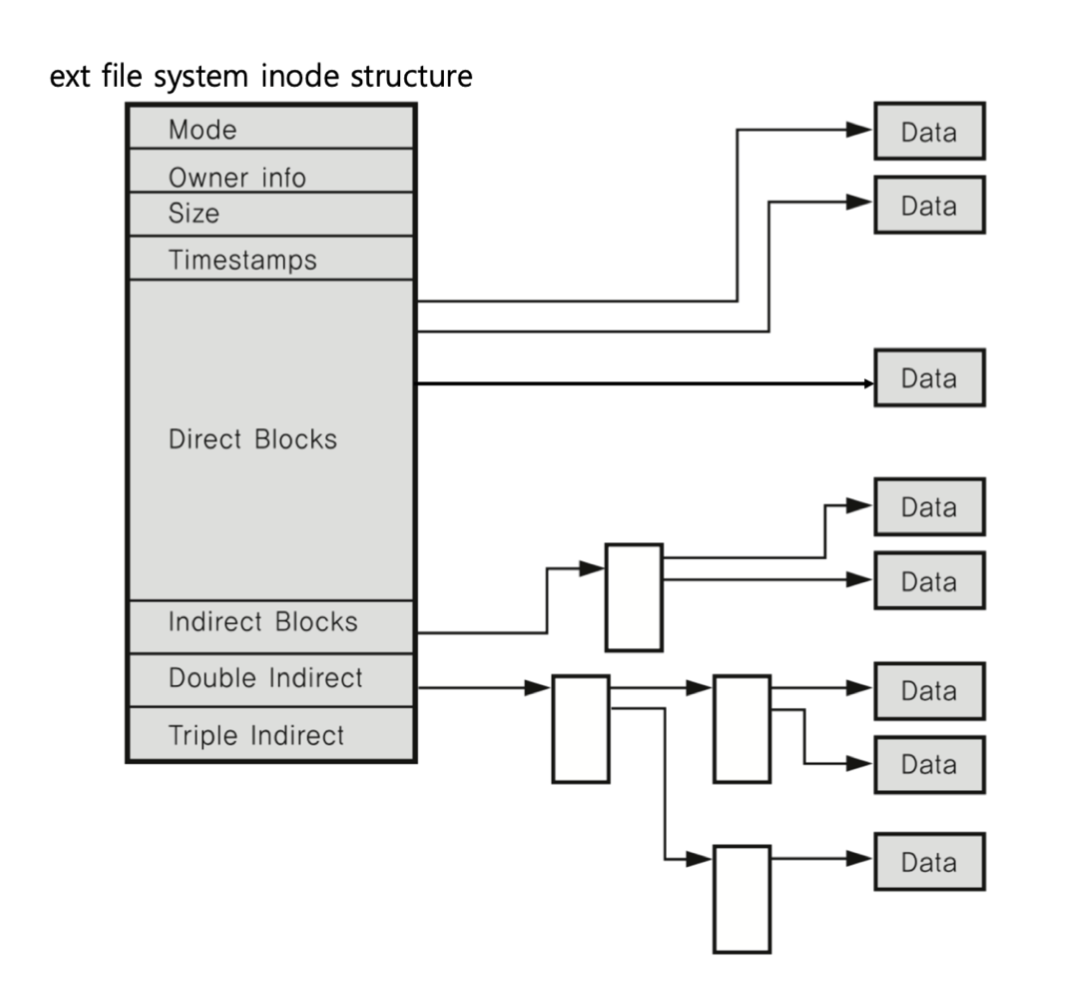 ext file system inode structure
Mode
Owner info
Size
Timestamps
Direct Blocks
Indirect Blocks
Double Indirect
Triple Indirect
Data
Data
Data
Data
Data
Data
Data
Data